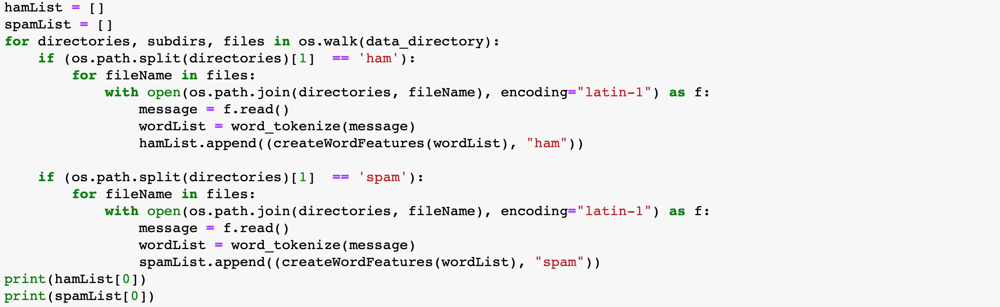 hamList = []
spamList = []
for directories, subdirs, files in os.walk(data_directory):
    if (os.path.split(directories)[1]  == 'ham'):
        for fileName in files:
            with open(os.path.join(directories, fileName), encoding="latin-1") as f:
                message = f.read()
                wordList = word_tokenize(message)
                hamList.append((createWordFeatures(wordList), "ham"))

    if (os.path.split(directories)[1]  == 'spam'):
        for fileName in files:
            with open(os.path.join(directories, fileName), encoding="latin-1") as f:
                message = f.read()
                wordList = word_tokenize(message)
                spamList.append((createWordFeatures(wordList), "spam"))
print(hamList[0])
print(spamList[0])